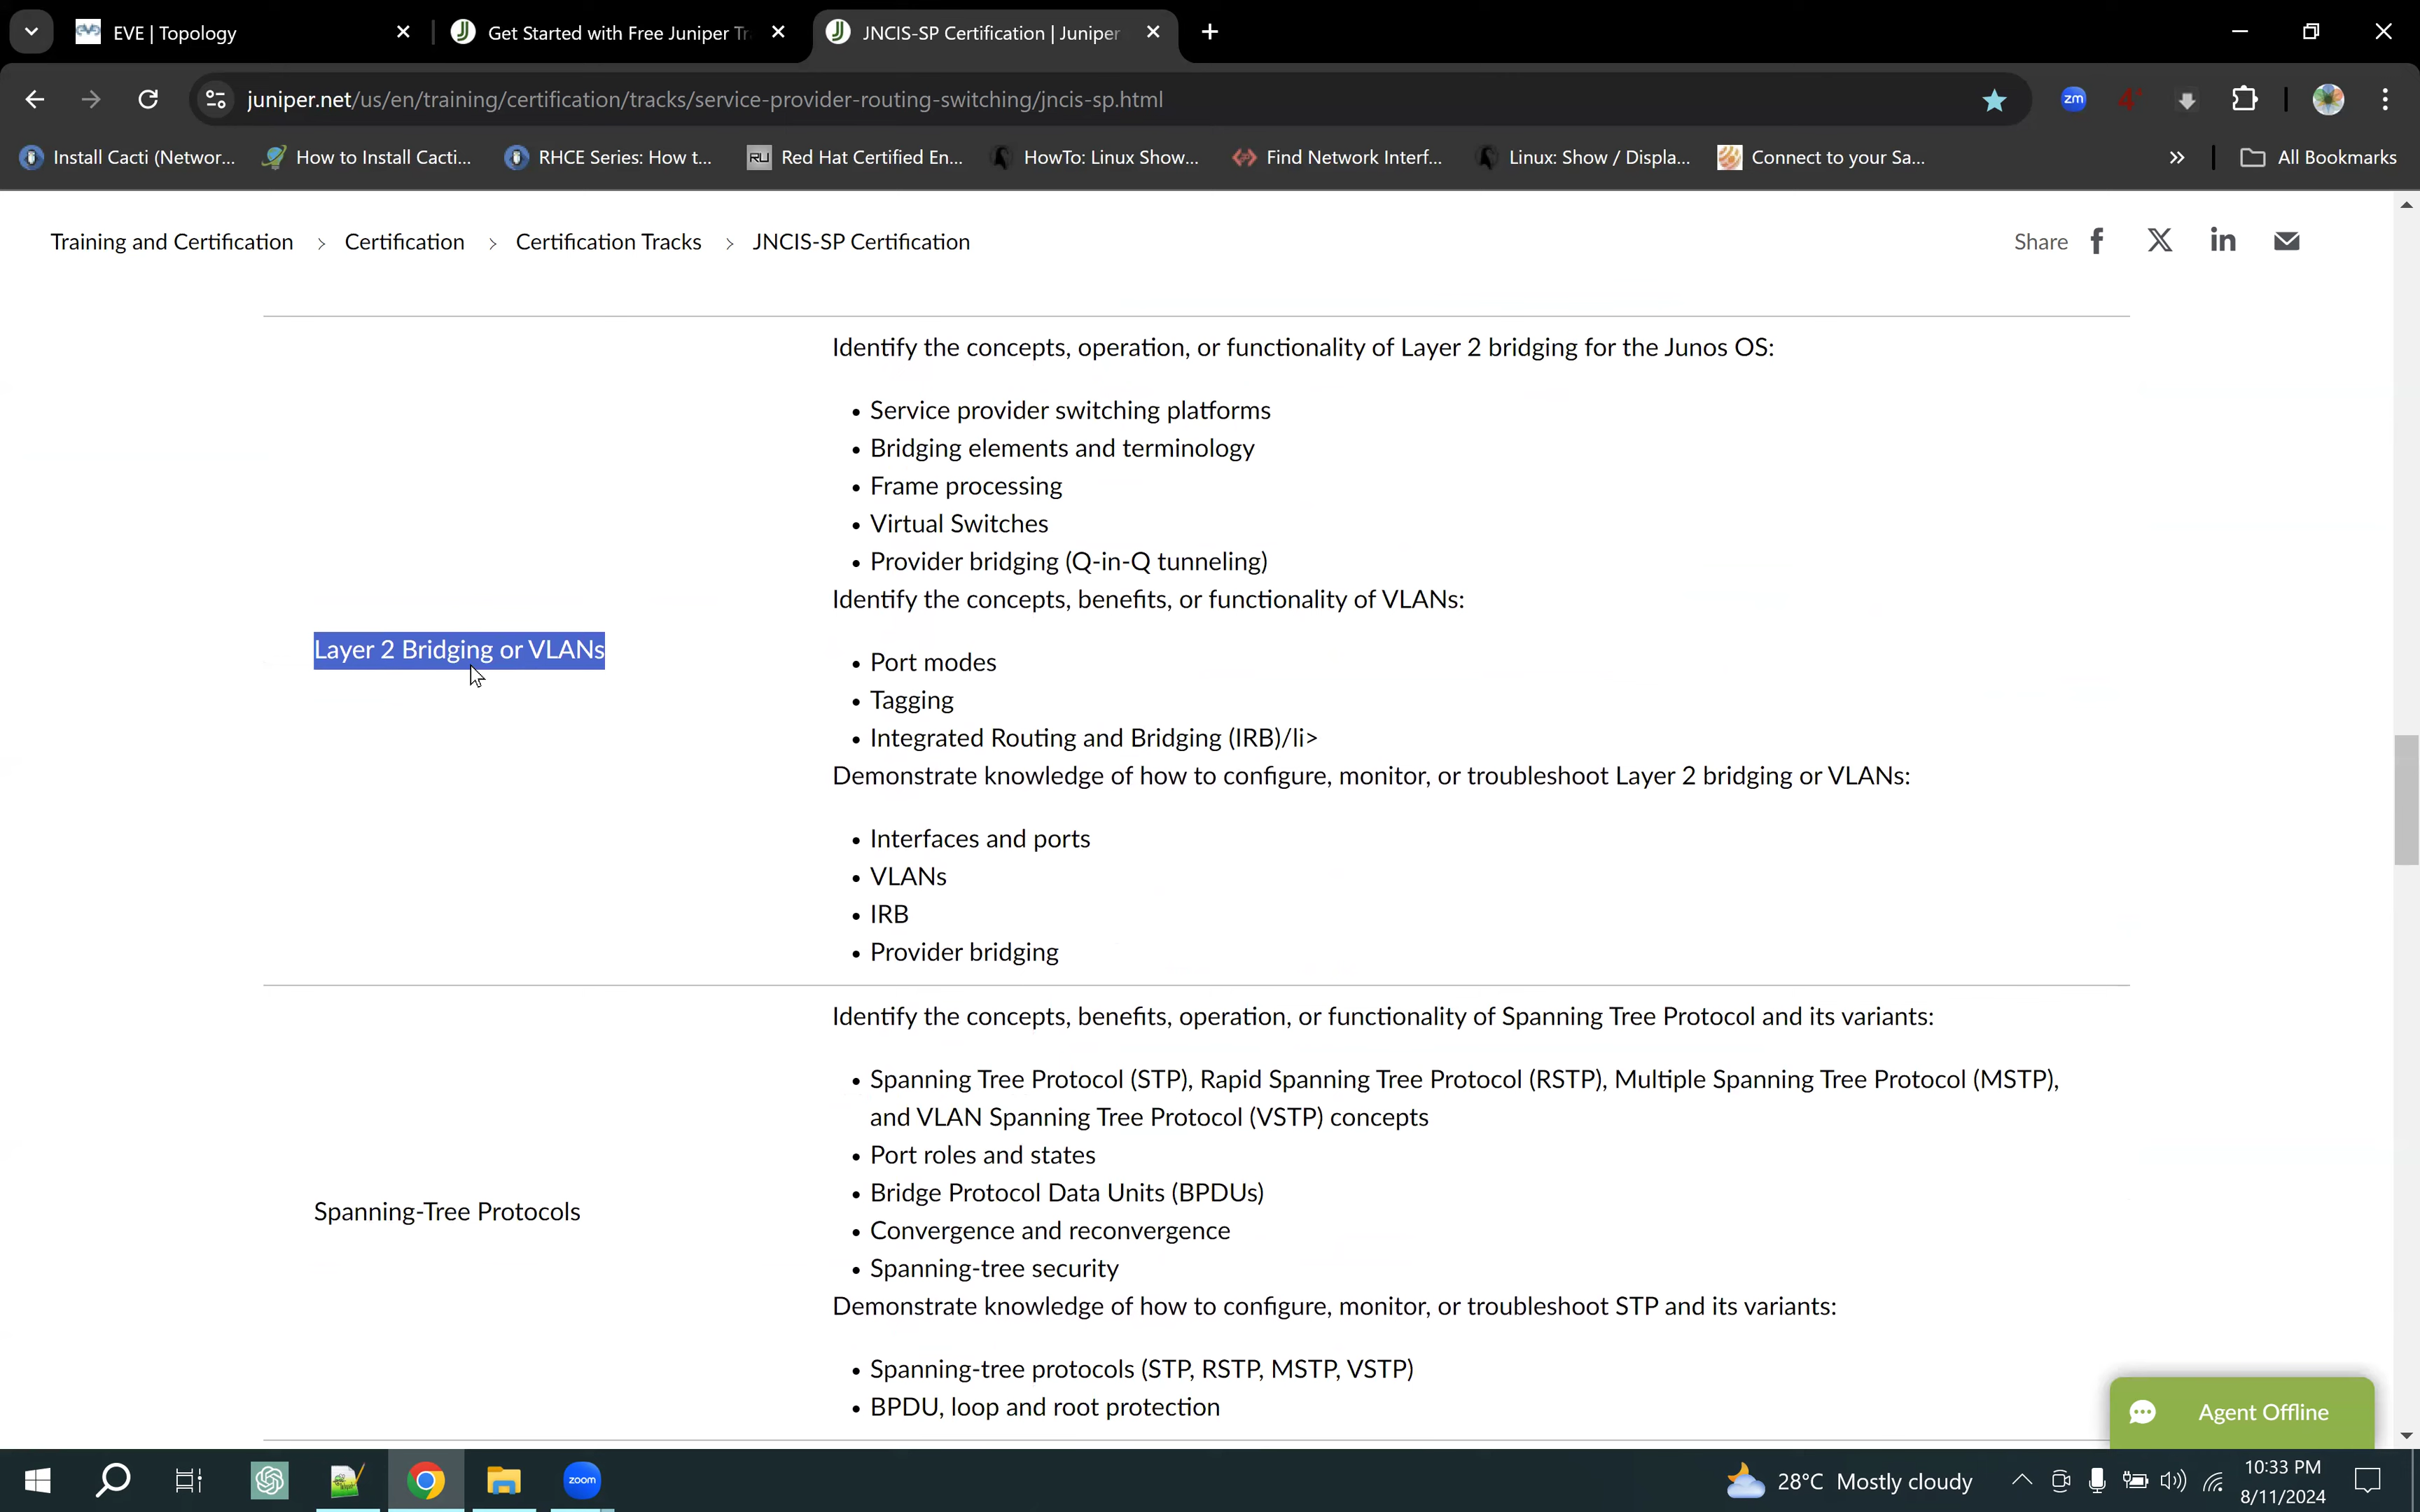 EVE | Topology
Get Started with Free Juniper Tr
JNCIS-SP Certification | Juniper
juniper.net/us/en/training/certification/tracks/service-provider-routing-switching/jncis-sp.html
zm
Install Cacti (Networ...
How to Install Cacti...
RHCE Series: How t...
RU
Red Hat Certified En...
HowTo: Linux Show...
Find Network Interf...
Linux: Show / Displa...
Connect to your Sa...
All Bookmarks
Training and Certification > Certification > Certification Tracks > JNCIS-SP Certification
Share
Identify the concepts, operation, or functionality of Layer 2 bridging for the Junos OS:
• Service provider switching platforms
• Bridging elements and terminology
• Frame processing
• Virtual Switches
• Provider bridging (Q-in-Q tunneling)
Identify the concepts, benefits, or functionality of VLANs:
Layer 2 Bridging or VLANs
• Port modes
• Tagging
• Integrated Routing and Bridging (IRB)/li>
Demonstrate knowledge of how to configure, monitor, or troubleshoot Layer 2 bridging or VLANs:
• Interfaces and ports
• VLANs
• IRB
• Provider bridging
Identify the concepts, benefits, operation, or functionality of Spanning Tree Protocol and its variants:
• Spanning Tree Protocol (STP), Rapid Spanning Tree Protocol (RSTP), Multiple Spanning Tree Protocol (MSTP),
and VLAN Spanning Tree Protocol (VSTP) concepts
• Port roles and states
• Bridge Protocol Data Units (BPDUs)
Spanning-Tree Protocols
• Convergence and reconvergence
• Spanning-tree security
Demonstrate knowledge of how to configure, monitor, or troubleshoot STP and its variants:
• Spanning-tree protocols (STP, RSTP, MSTP, VSTP)
• BPDU, loop and root protection
Agent Offline
zoom
28°C Mostly cloudy
10:33 PM
8/11/2024